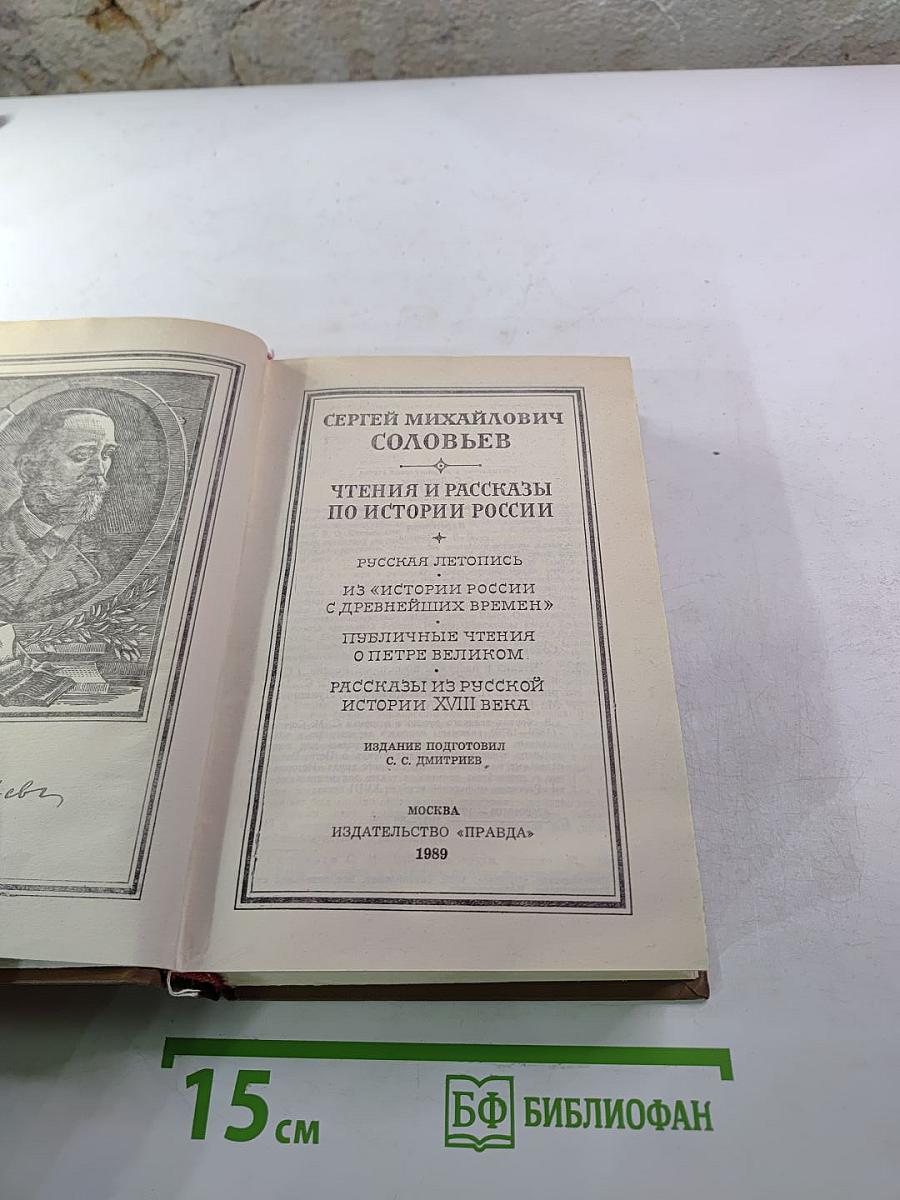 СЕРГЕЙ МИХАЙЛОВИЧ
СОЛОВЬЕВ
ЧТЕНИЯ И РАССКАЗЫ
ПО ИСТОРИИ РОССИИ
РУССКАЯ ЛЕТОПИСЬ
ИЗ «ИСТОРИИ РОССИИ
С ДРЕВНЕЙШИХ ВРЕМЕН»
ПУБЛИЧНЫЕ ЧТЕНИЯ
О ПЕТРЕ ВЕЛИКОМ
РАССКАЗЫ ИЗ РУССКОЙ
ИСТОРИИ XVIII ВЕКА
ИЗДАНИЕ ПОДГОТОВИЛ
С. С. ДМИТРИЕВ
МОСКВА
ИЗДАТЕЛЬСТВО «ПРАВДА»
1989
15 см
БФ БИБЛИОФАН